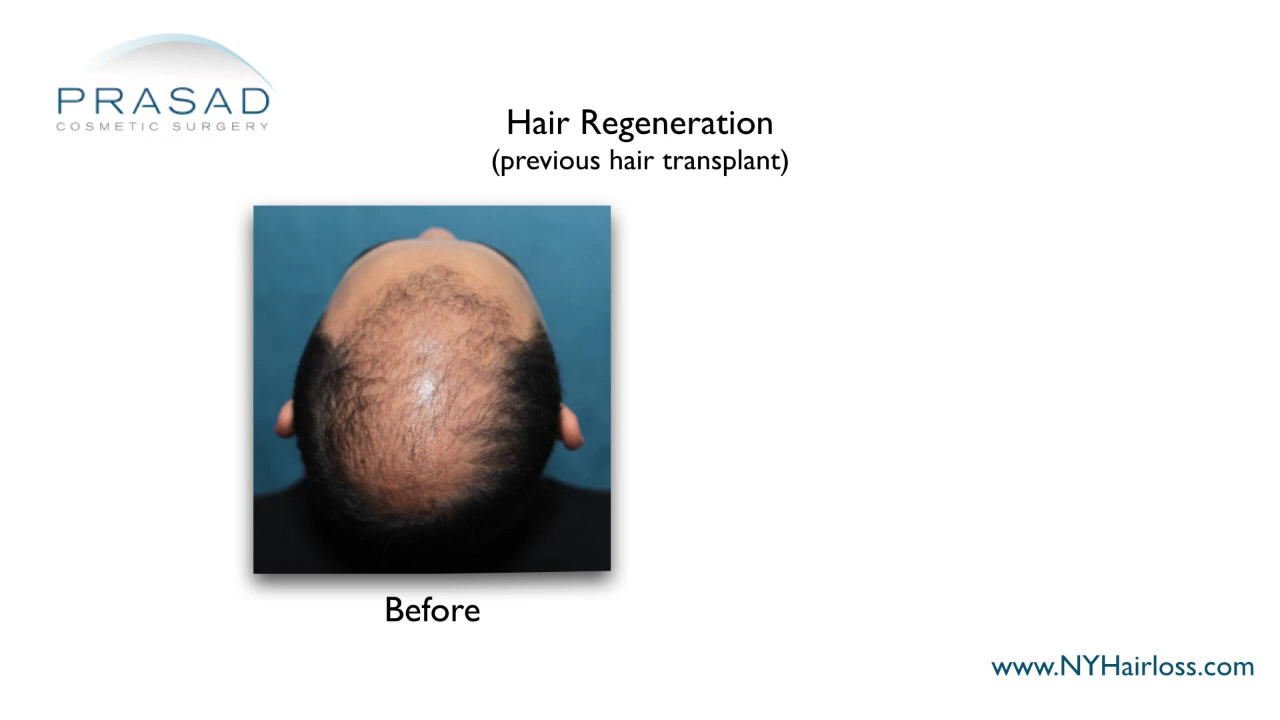 PRASAD
COSMETIC SURGERY
Hair Regeneration
(previous hair transplant)
Before
www.NYHairloss.com